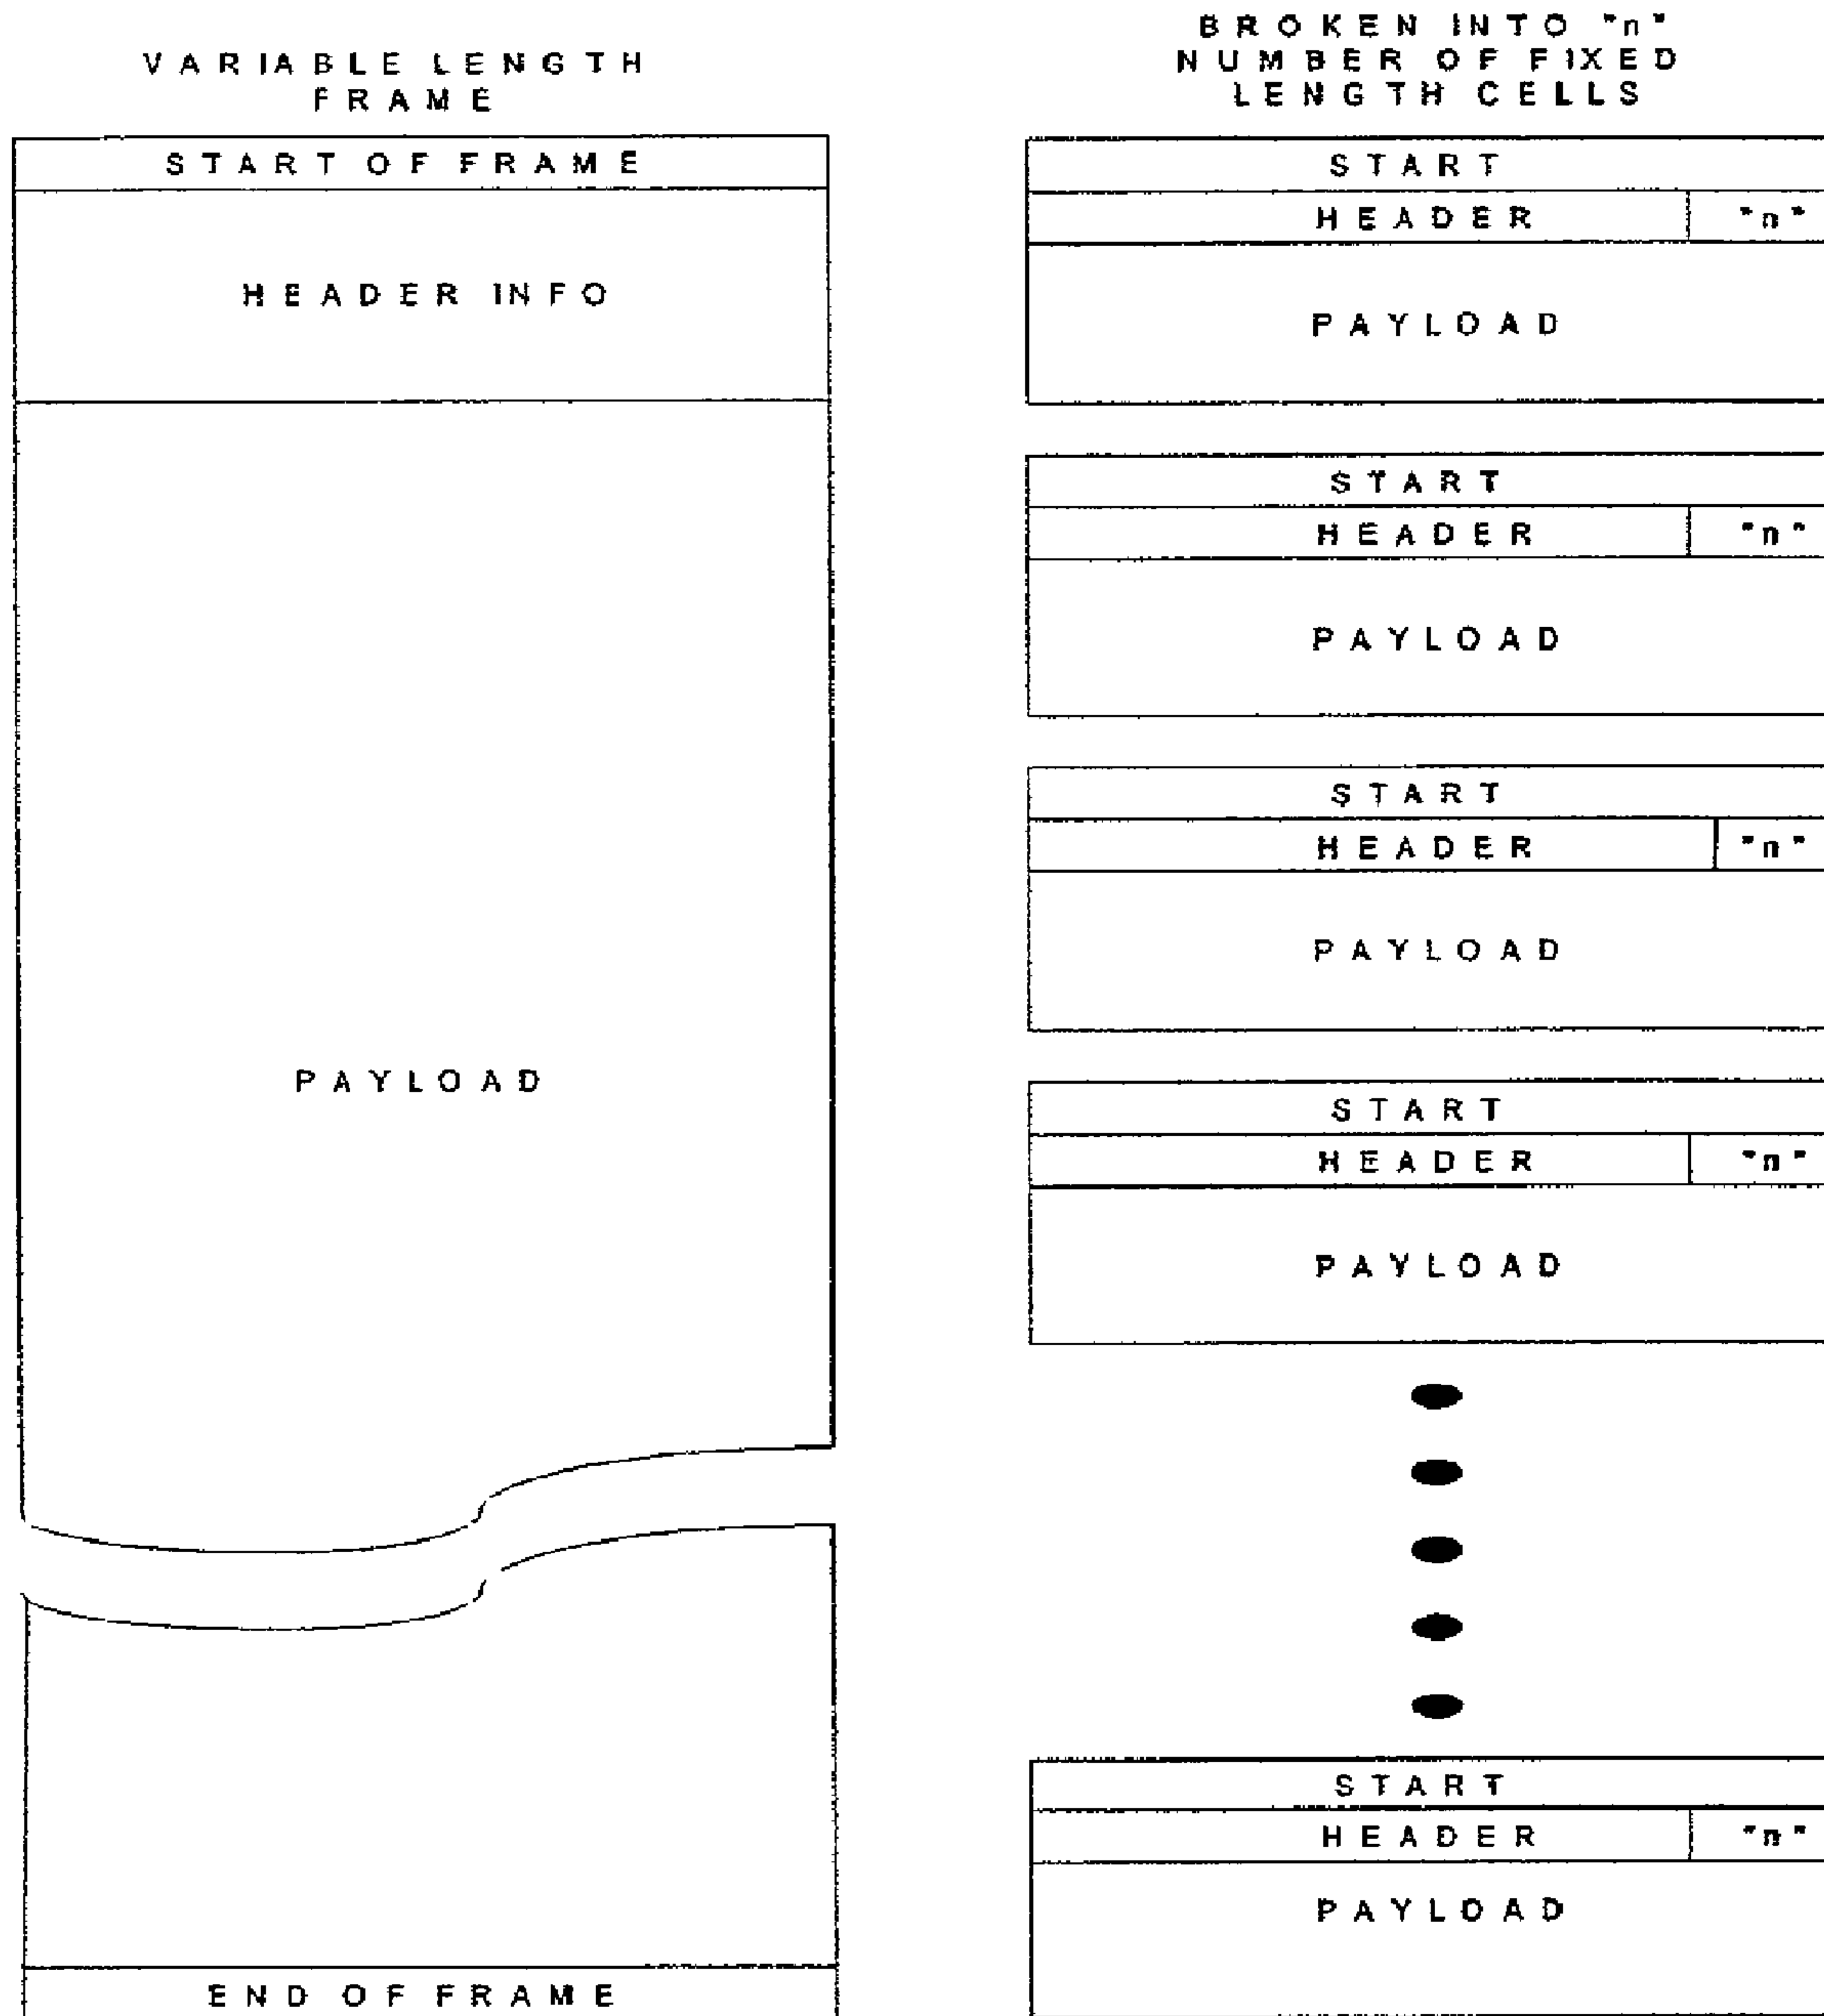 VARIABLE LENGTH
FRAME
START OF FRAME
HEADER INFO
PAYLOAD
END OF FRAME
BROKEN INTO "n"
NUMBER OF FIXED
LENGTH CELLS
START
HEADER "n"
PAYLOAD
START
HEADER "n"
PAYLOAD
START
HEADER "n"
PAYLOAD
START
HEADER "n"
PAYLOAD
START
HEADER "n"
PAYLOAD